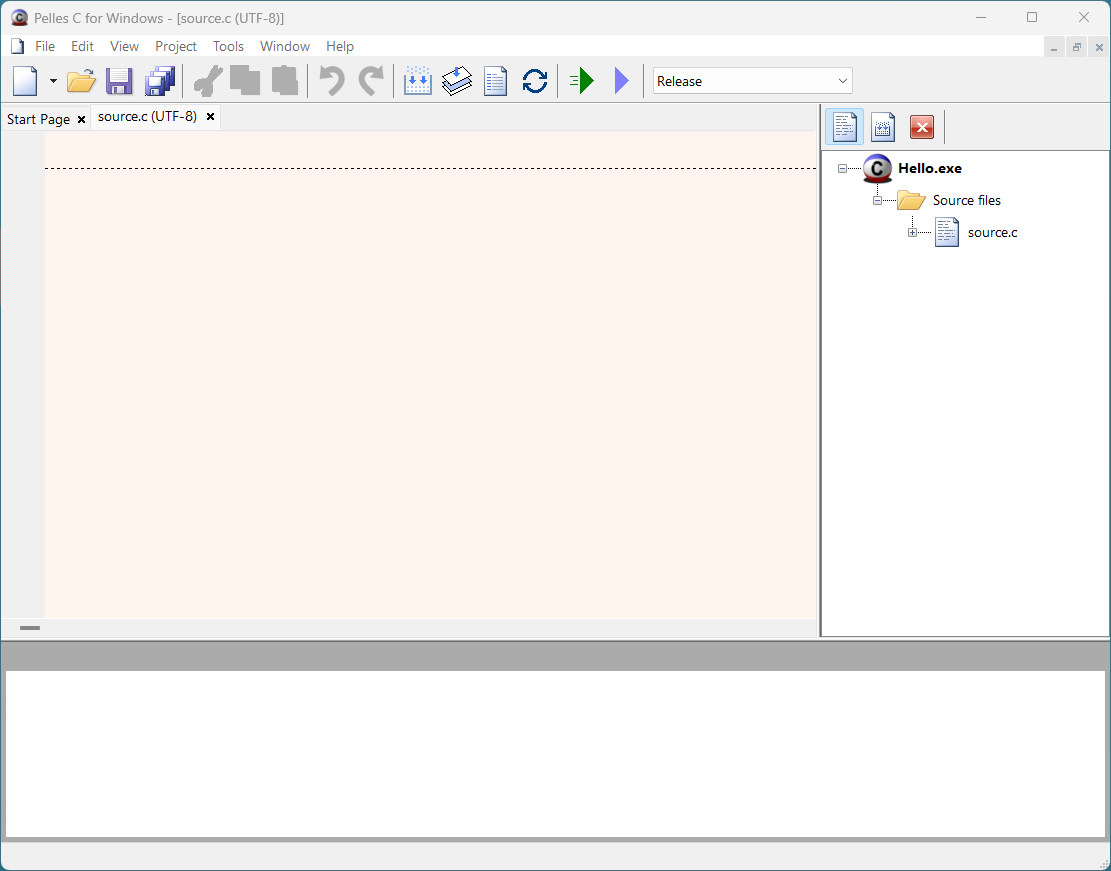 Pelles C for Windows - [source.c (UTF-8)]
File Edit View Project Tools Window Help
Release
Start Page source.c (UTF-8)
Hello.exe
Source files
source.c